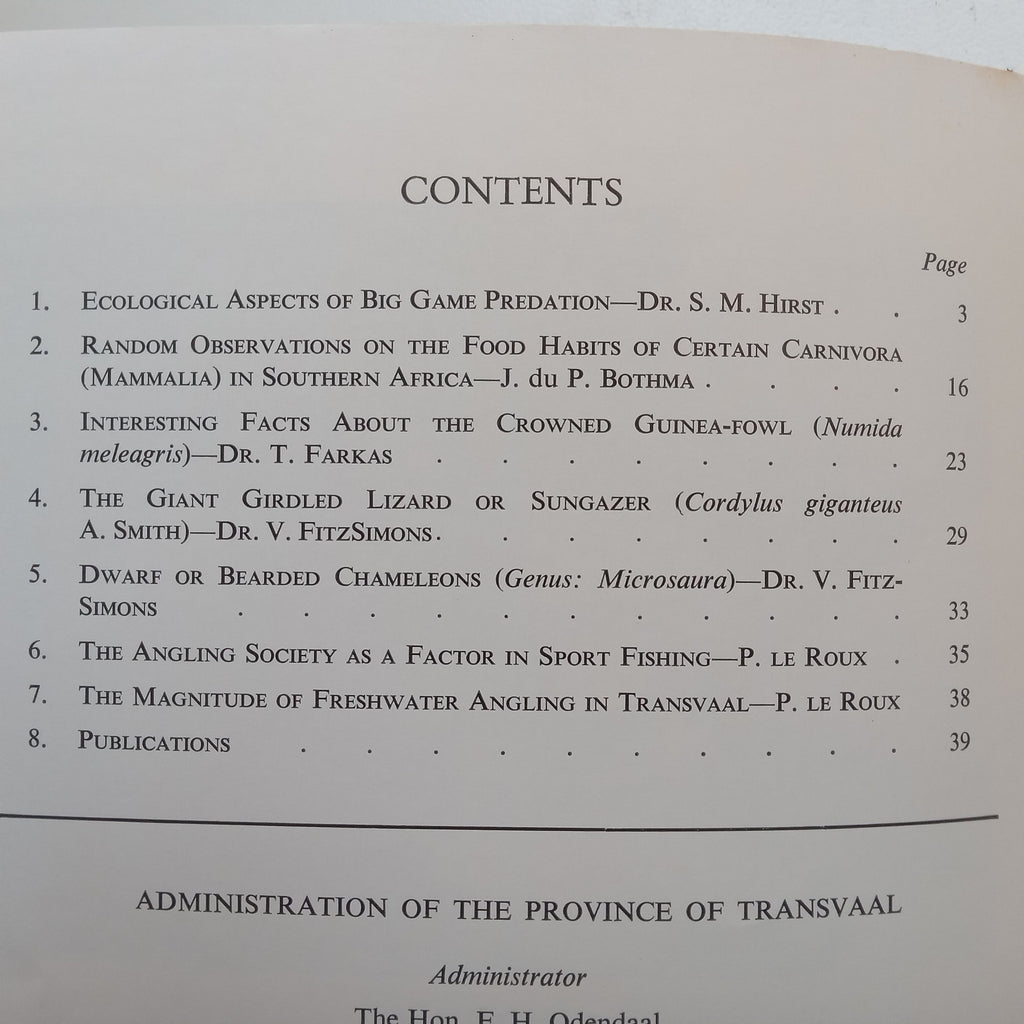 CONTENTS
Page
1. ECOLOGICAL ASPECTS OF BIG GAME PREDATION—DR. S. M. HIRST . . 3
2. RANDOM OBSERVATIONS ON THE FOOD HABITS OF CERTAIN CARNIVORA
(MAMMALIA) IN SOUTHERN AFRICA—J. du P. BOTHMA . . . . 16
3. INTERESTING FACTS ABOUT THE CROWNED GUINEA-FOWL (Numida
meleagris)—DR. T. FARKAS . . . . . . . . 23
4. THE GIANT GIRDLED LIZARD OR SUNGAZER (Cordylus giganteus
A. SMITH)—DR. V. FITZSIMONS . . . . . . . . 29
5. DWARF OR BEARDED CHAMELEONS (Genus: Microsaura)—DR. V. FITZ-
SIMONS . . . . . . . . . . . 33
6. THE ANGLING SOCIETY AS A FACTOR IN SPORT FISHING—P. LE ROUX . 35
7. THE MAGNITUDE OF FRESHWATER ANGLING IN TRANSVAAL—P. LE ROUX 38
8. PUBLICATIONS . . . . . . . . . . 39
ADMINISTRATION OF THE PROVINCE OF TRANSVAAL
Administrator
The Hon. F. H. Odendaal